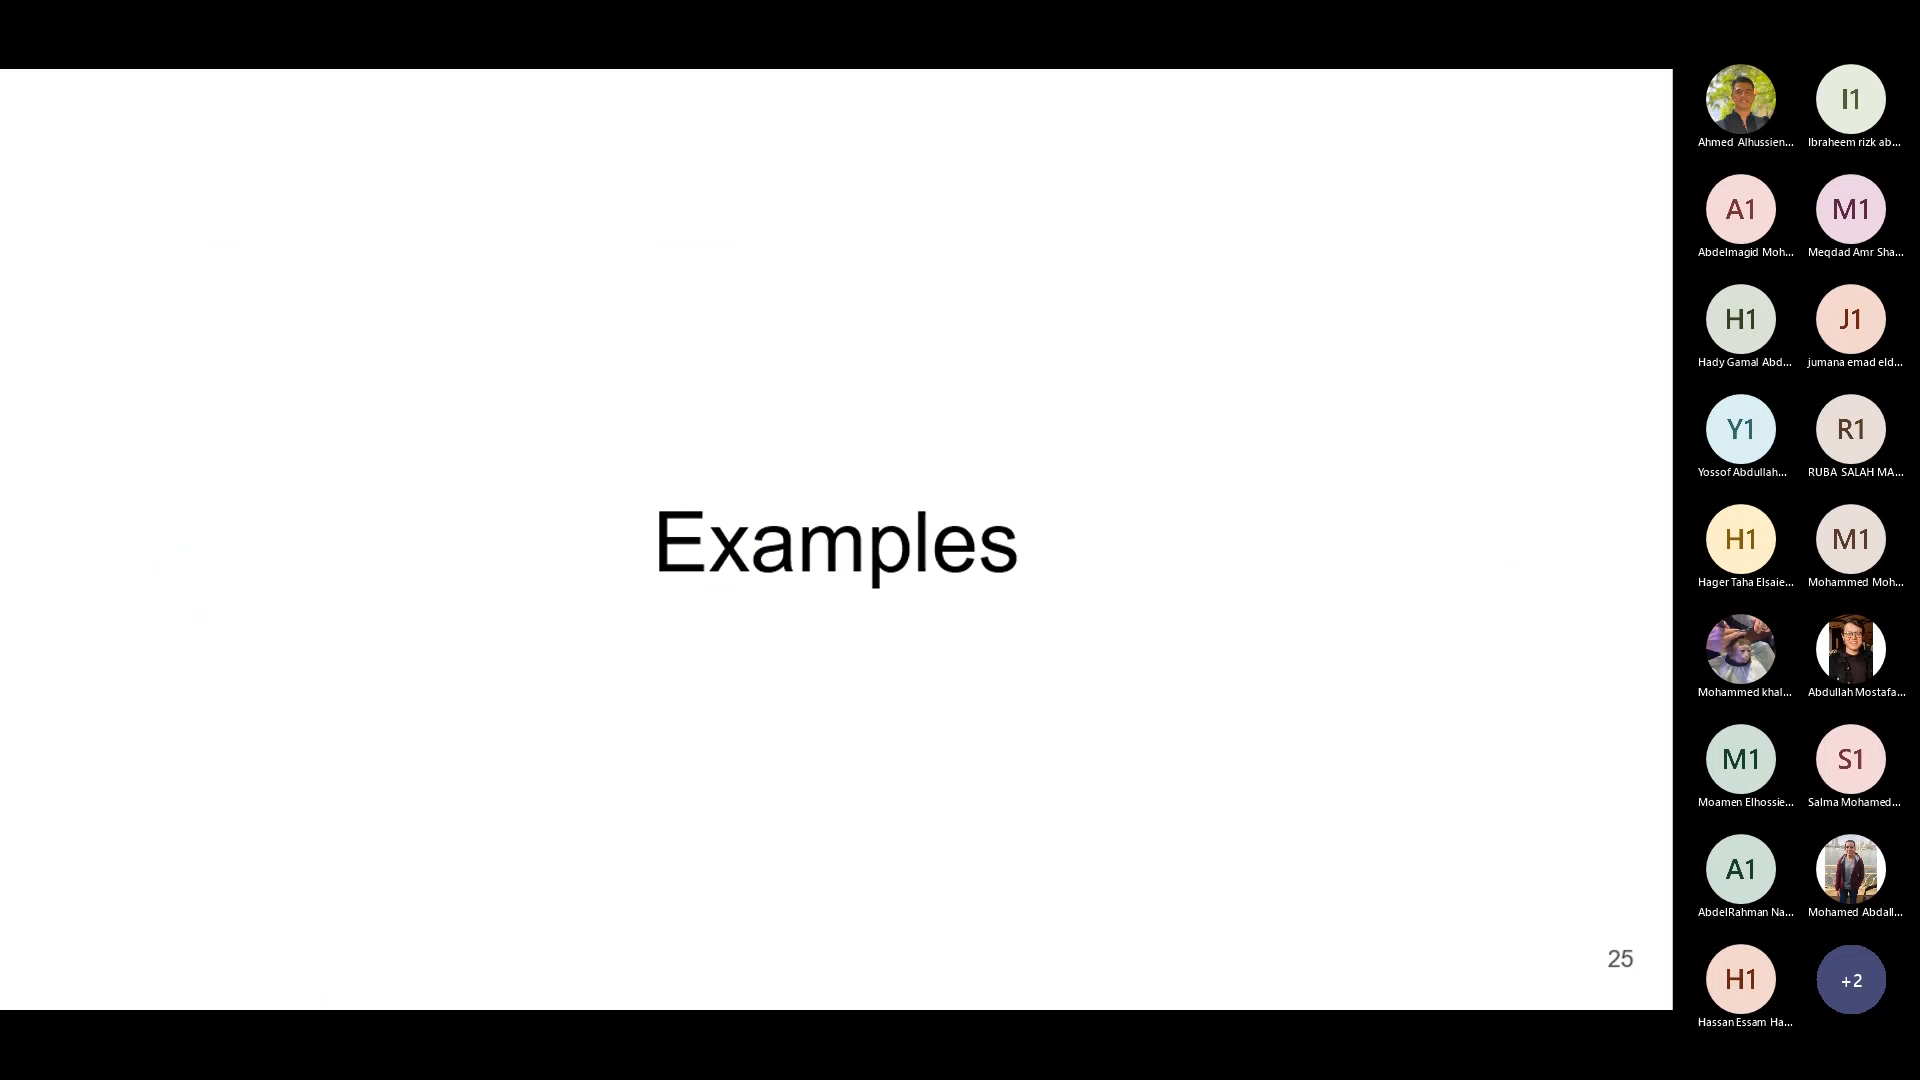 Examples
25
I1
Ahmed Alhussien...
Ibraheem rizk ab...
A1
M1
Abdelmagid Moh...
Meqdad Amr Sha...
H1
J1
Hady Gamal Abd...
jumana emad eld...
Y1
R1
Yossof Abdullah...
RUBA SALAH MA...
H1
M1
Hager Taha Elsaie...
Mohammed Moh...
Mohammed khal...
Abdullah Mostafa...
M1
S1
Moamen Elhossie...
Salma Mohamed...
A1
AbdelRahman Na...
Mohamed Abdall...
H1
+2
Hassan Essam Ha...